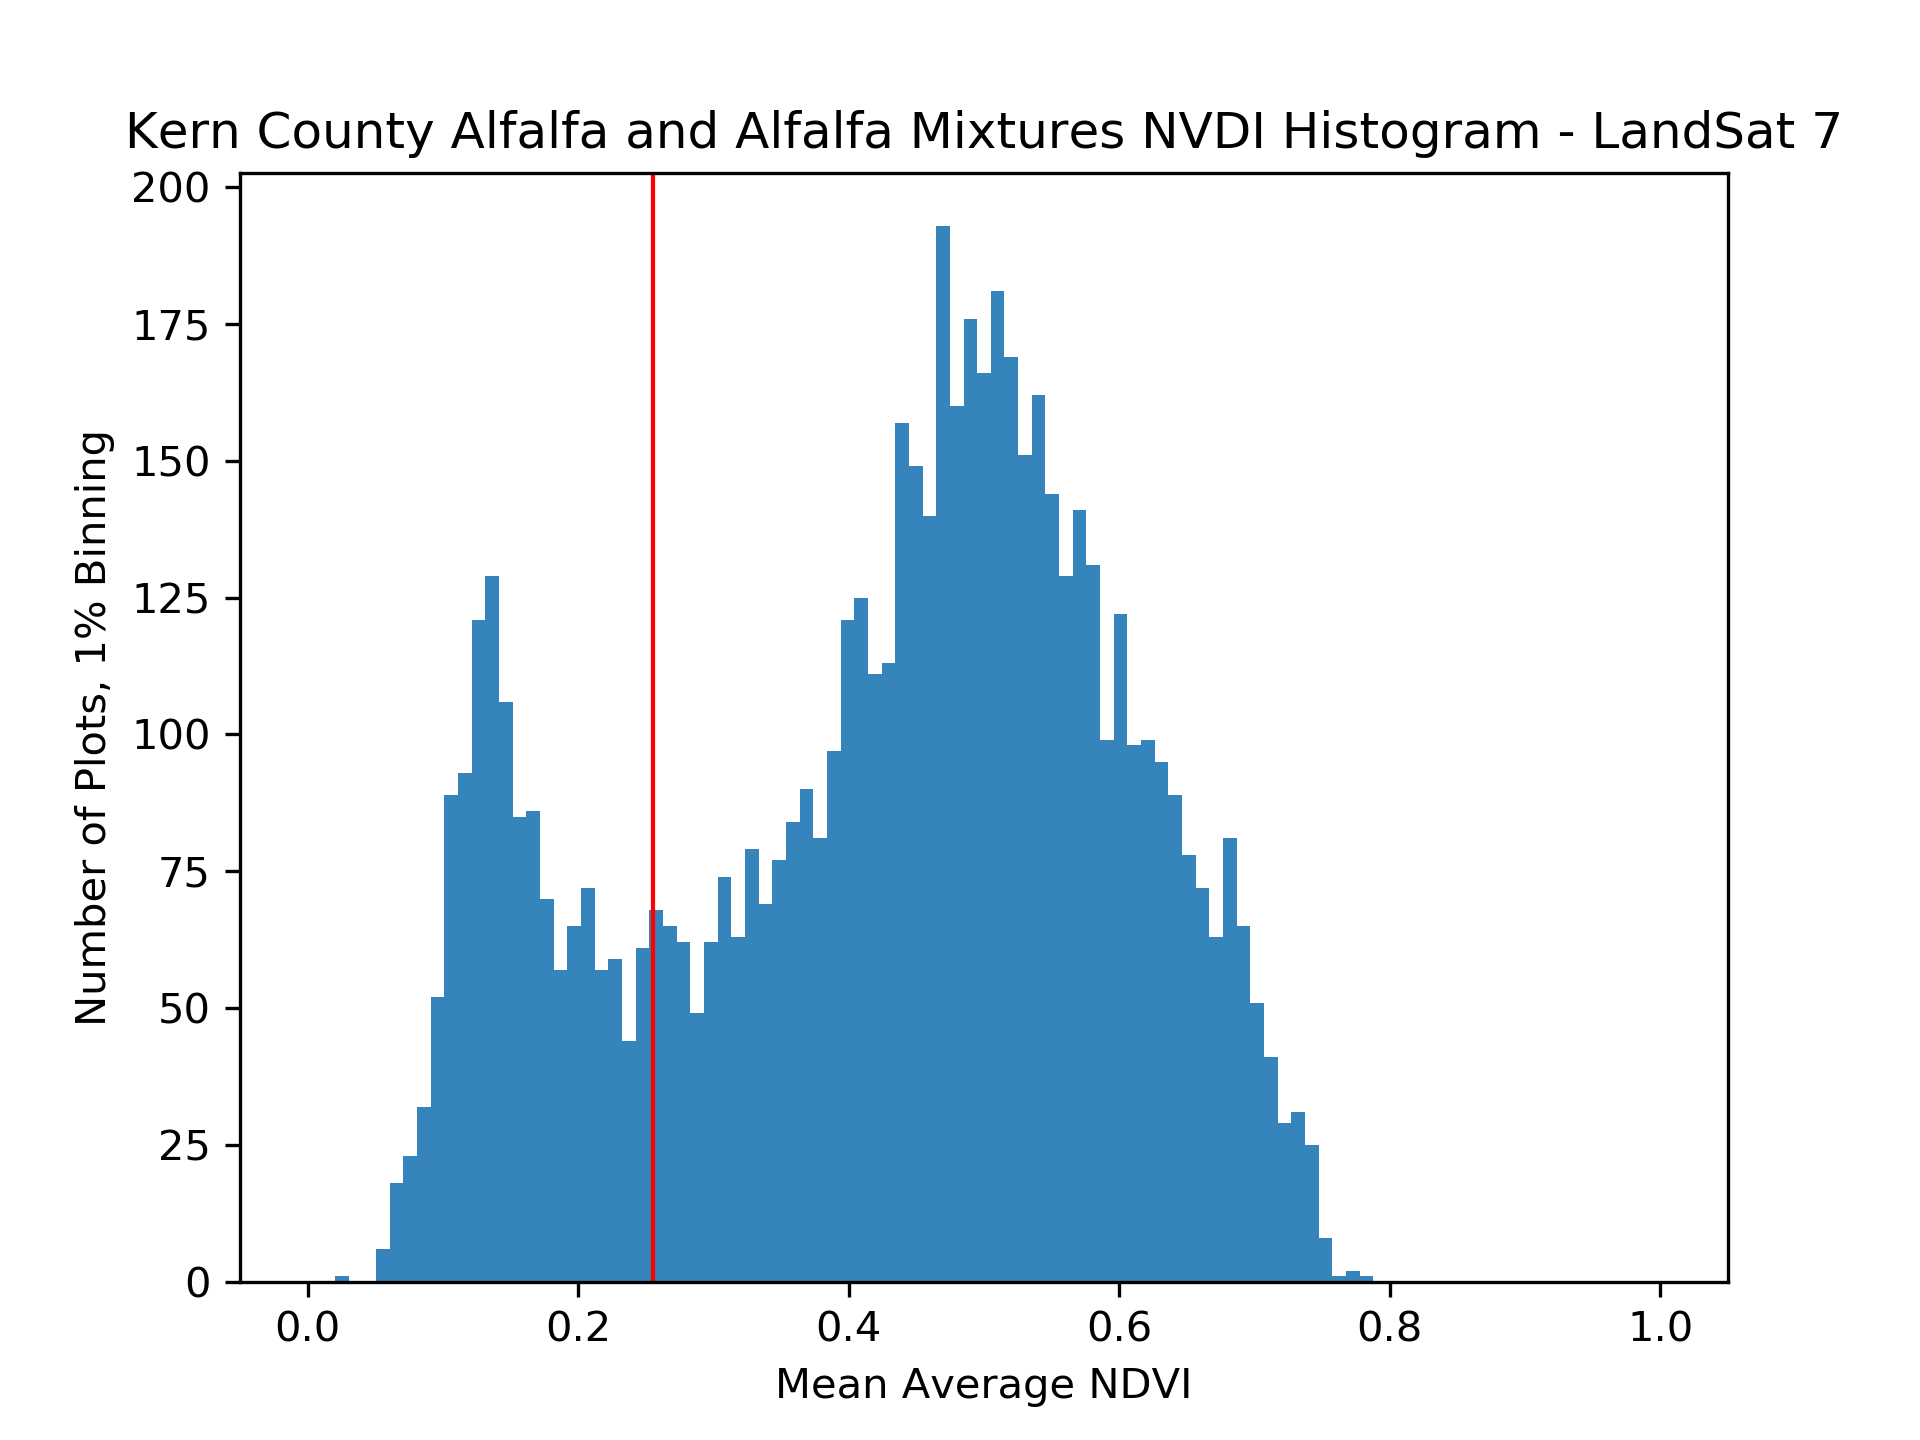 Kern County Alfalfa and Alfalfa Mixtures NVDI Histogram - LandSat 7
200
175
150
125
100
75
50
25
0
Number of Plots, 1% Binning
0.0 0.2 0.4 0.6 0.8 1.0
Mean Average NDVI